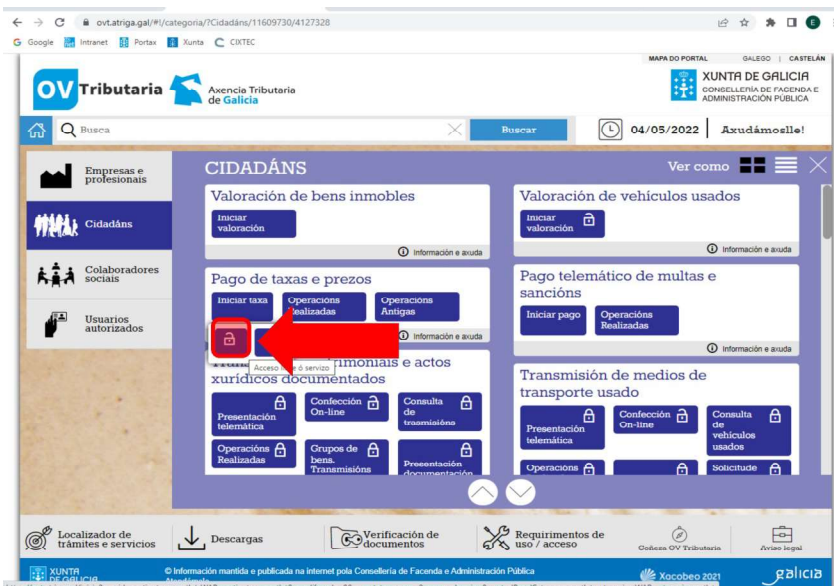 ovt.atriga.gal/#!/categoria/?Cidadáns/11609730/4127328
E
Google Intranet Portax Xunta CIXTEC
MAPA DO PORTAL GALEGO | CASTELÁN
OV Tributaria
Axencia Tributaria
de Galicia
XUNTA DE GALICIA
CONSELLERÍA DE FACENDA E
ADMINISTRACIÓN PÚBLICA
Busca
Buscar
04/05/2022
Axudámoslle!
Empresas e
profesionais
Cidadáns
Colaboradores
sociais
Usuarios
autorizados
CIDADÁNS
Ver como
Valoración de bens inmobles
Iniciar
valoración
Información e axuda
Valoración de vehículos usados
Iniciar
valoración
Información e axuda
Pago de taxas e prezos
Iniciar taxa
Operacións
Realizadas
Operacións
Antigas
Información e axuda
Acceso
ó servizo
Pago telemático de multas e
sancións
Iniciar pago
Operacións
Realizadas
Información e axuda
e actos
xurídicos documentados
Presentación
telemática
Confección
On-line
Consulta
de
Operacións
Realizadas
Grupos de
bens.
Transmisións
Presentación
documentación
Transmisión de medios de
transporte usado
Presentación
telemática
Confección
On-line
Consulta
de
vehículos
usados
Operacións
Solicitude
Localizador de
trámites e servicios
Descargas
Verificación de
documentos
Requirimentos de
uso / acceso
Coñeza OV Tributaria
Aviso legal
XUNTA
DE GALICIA
© Información mantida e publicada na internet pola Consellería de Facenda e Administración Pública
Xacobeo 2021
galicia